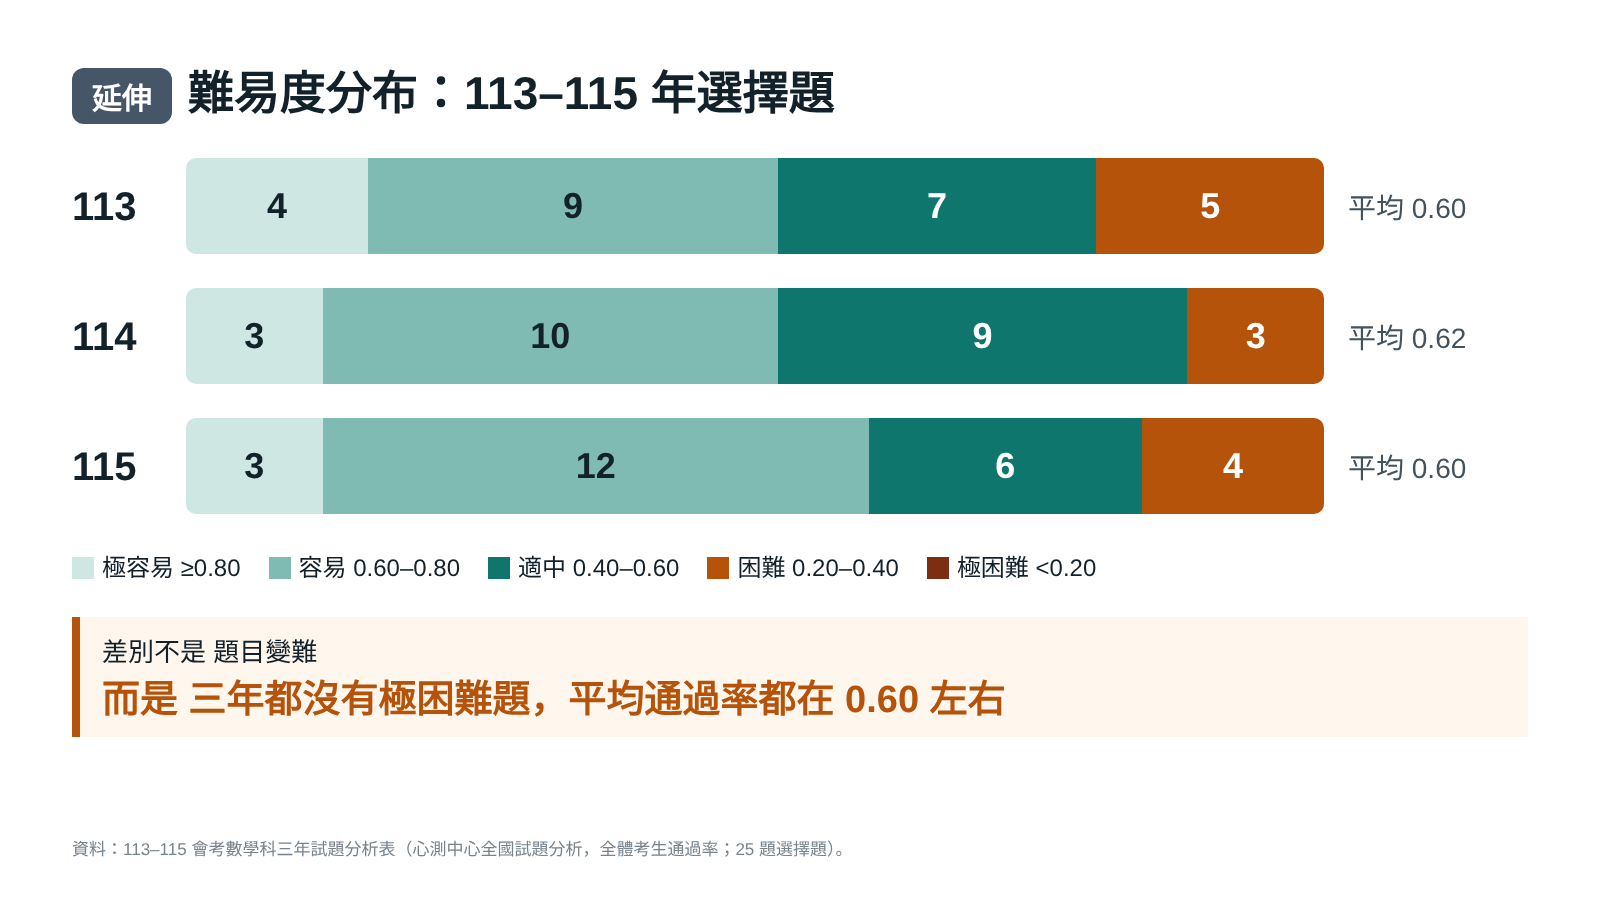 延伸 難易度分布：113–115 年選擇題
113 4 9 7 5 平均 0.60
114 3 10 9 3 平均 0.62
115 3 12 6 4 平均 0.60
極容易 ≥0.80 容易 0.60–0.80 適中 0.40–0.60 困難 0.20–0.40 極困難 <0.20
差別不是 題目變難
而是 三年都沒有極困難題，平均通過率都在 0.60 左右
資料：113–115 會考數學科三年試題分析表（心測中心全國試題分析，全體考生通過率；25 題選擇題）。